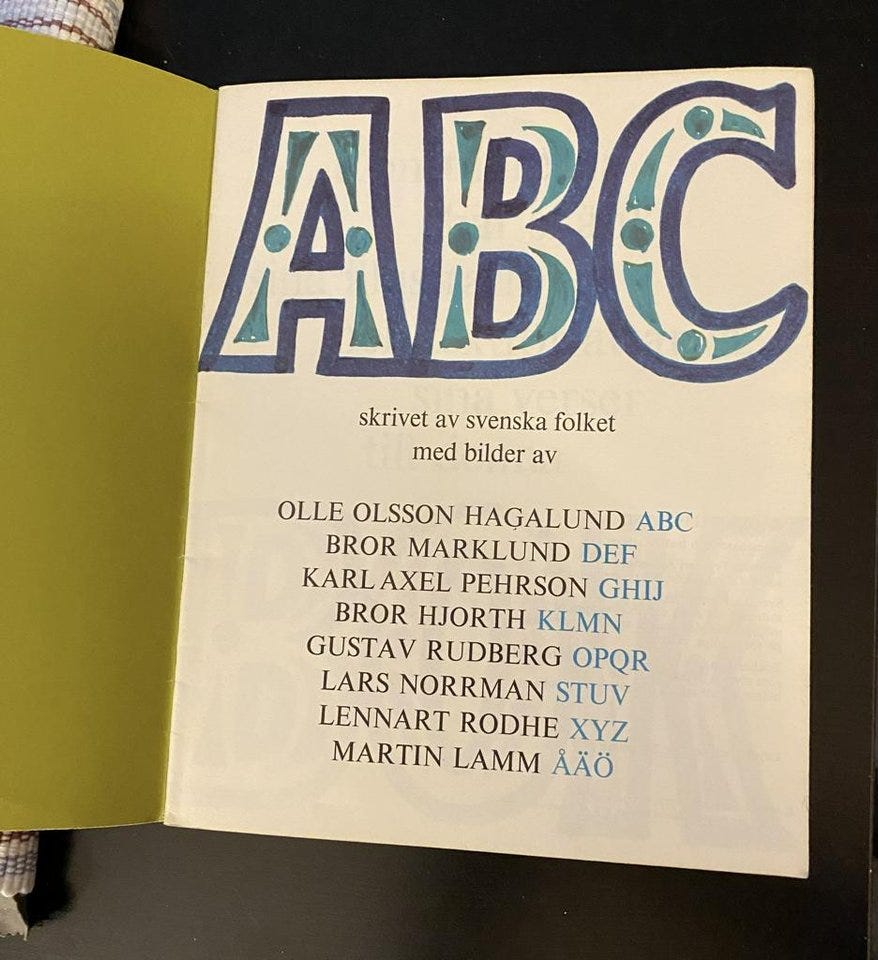 ABC
skrivet av svenska folket
med bilder av
OLLE OLSSON HAGALUND ABC
BROR MARKLUND DEF
KARL AXEL PEHRSON GHIJ
BROR HJORTH KLMN
GUSTAV RUDBERG OPQR
LARS NORRMAN STUV
LENNART RODHE XYZ
MARTIN LAMM ÅÄÖ